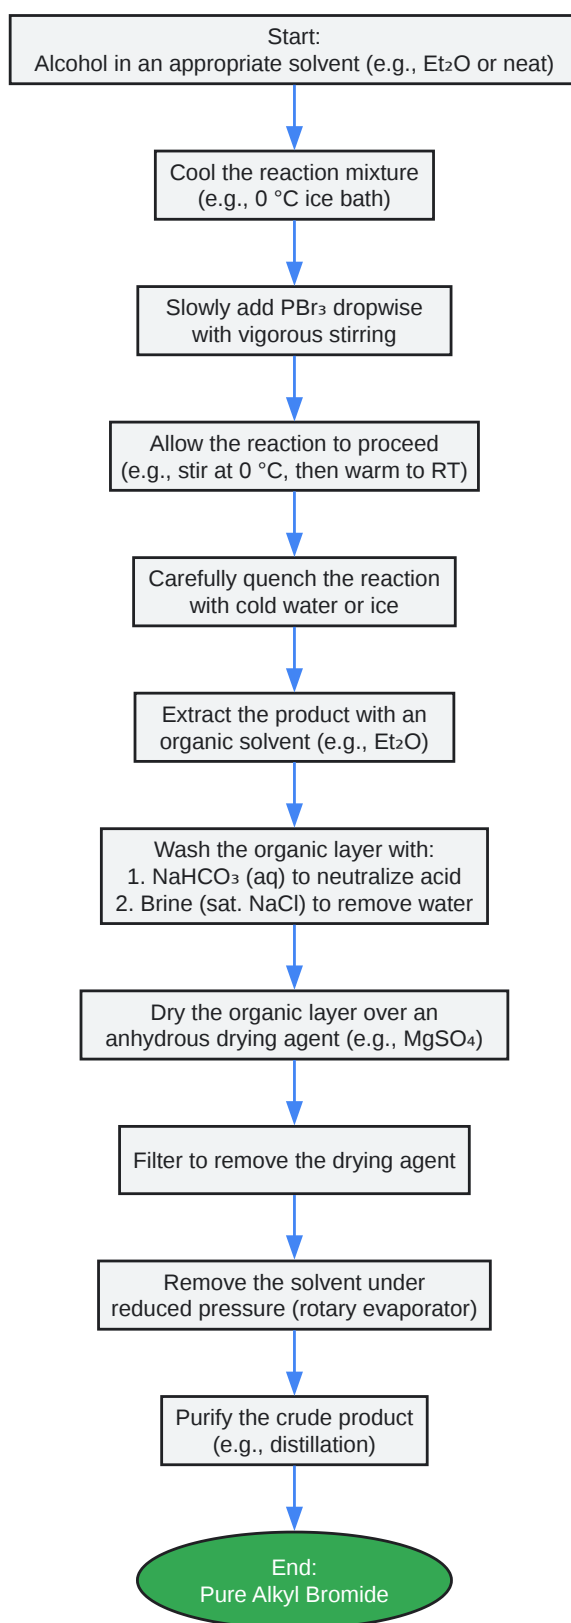 Start:
Alcohol in an appropriate solvent (e.g., Et₂O or neat)
Cool the reaction mixture
(e.g., 0 °C ice bath)
Slowly add PBr₃ dropwise
with vigorous stirring
Allow the reaction to proceed
(e.g., stir at 0 °C, then warm to RT)
Carefully quench the reaction
with cold water or ice
Extract the product with an
organic solvent (e.g., Et₂O)
Wash the organic layer with:
1. NaHCO₃ (aq) to neutralize acid
2. Brine (sat. NaCl) to remove water
Dry the organic layer over an
anhydrous drying agent (e.g., MgSO₄)
Filter to remove the drying agent
Remove the solvent under
reduced pressure (rotary evaporator)
Purify the crude product
(e.g., distillation)
End:
Pure Alkyl Bromide